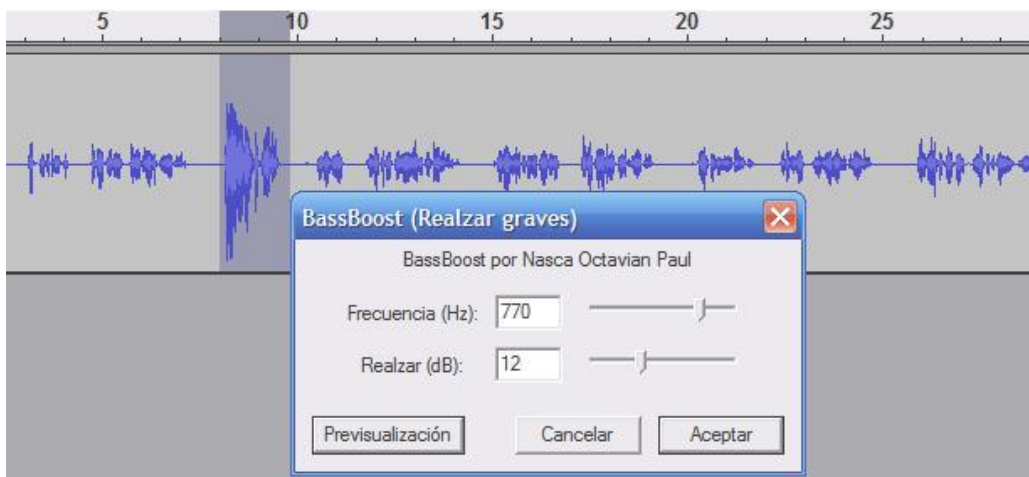 5 10 15 20 25
BassBoost (Realzar graves)
BassBoost por Nasca Octavian Paul
Frecuencia (Hz): 770
Realzar (dB): 12
Previsualización Cancelar Aceptar